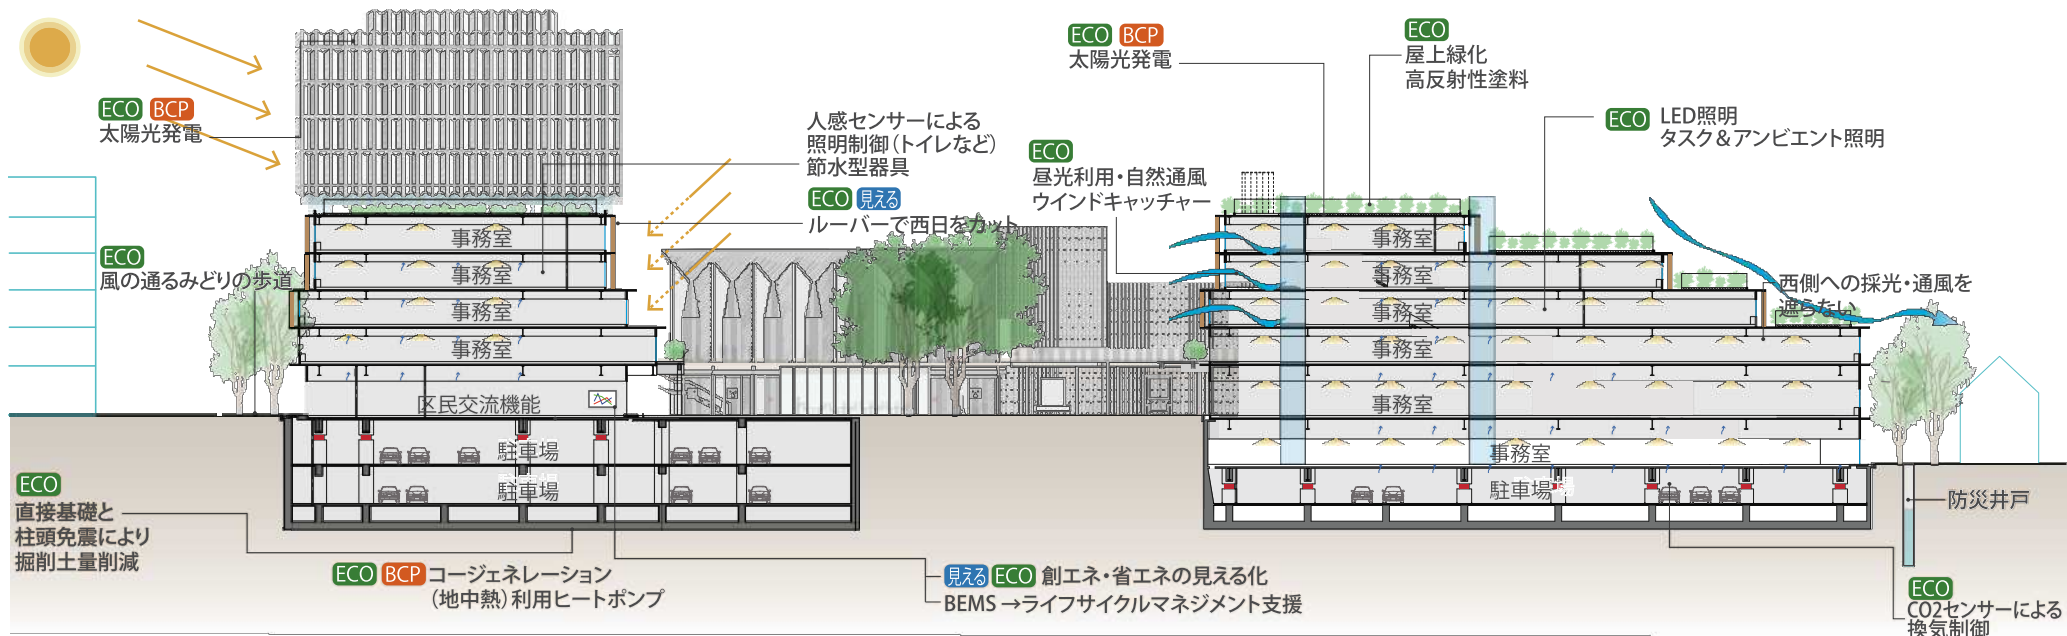 ECO BCP
太陽光発電
ECO
風の通るみどりの歩道
人感センサーによる
照明制御(トイレなど)
節水型器具
ECO 見える
ルーバーで西日をカット
事務室
事務室
事務室
事務室
区民交流機能
駐車場
駐車場
ECO
直接基礎と
柱頭免震により
掘削土量削減
ECO BCP コージェネレーション
(地中熱)利用ヒートポンプ
見える ECO 創エネ・省エネの見える化
BEMS →ライフサイクルマネジメント支援
ECO BCP
太陽光発電
ECO
屋上緑化
高反射性塗料
ECO
昼光利用・自然通風
ウインドキャッチャー
ECO LED照明
タスク&アンビエント照明
西側への採光・通風を
遮らない
事務室
事務室
事務室
事務室
事務室
事務室
駐車場
防災井戸
ECO
CO2センサーによる
換気制御